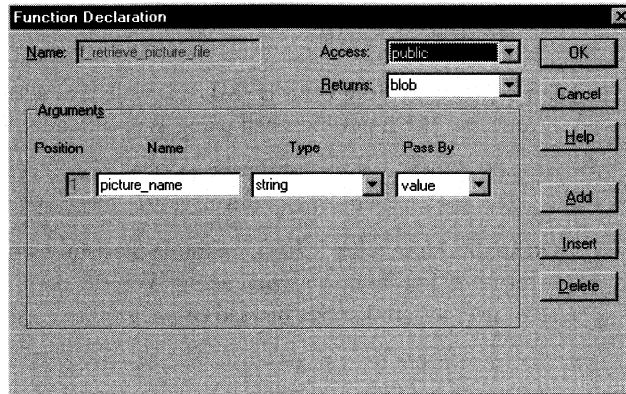 Function Declaration
Name: f_retrieve_picture_file Access: public OK
Returns: blob Cancel
Arguments
Position Name Type Pass By Help
1 picture_name string value Add
Insert
Delete